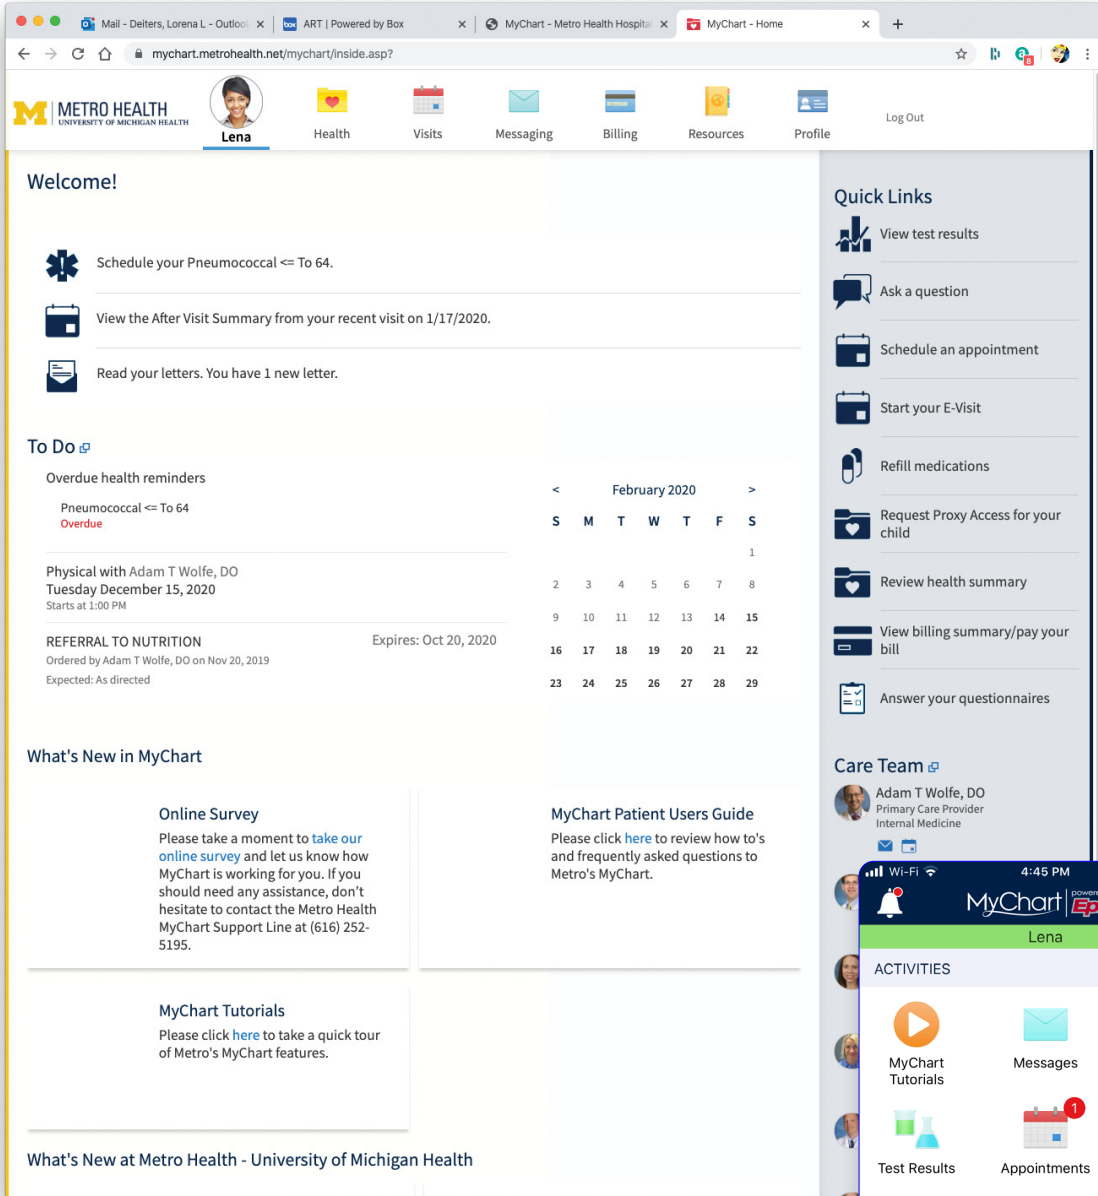 Mail - Deiters, Lorena L - Outlook
ART | Powered by Box
MyChart - Metro Health Hospital
MyChart - Home
mychart.metrohealth.net/mychart/inside.asp?
METRO HEALTH
UNIVERSITY OF MICHIGAN HEALTH
Lena
Health
Visits
Messaging
Billing
Resources
Profile
Log Out
Welcome!
Schedule your Pneumococcal <= To 64.
View the After Visit Summary from your recent visit on 1/17/2020.
Read your letters. You have 1 new letter.
To Do
Overdue health reminders
Pneumococcal <= To 64
Overdue
Physical with Adam T Wolfe, DO
Tuesday December 15, 2020
Starts at 1:00 PM
REFERRAL TO NUTRITION
Expires: Oct 20, 2020
Ordered by Adam T Wolfe, DO on Nov 20, 2019
Expected: As directed
< February 2020 >
S M T W T F S
1
2 3 4 5 6 7 8
9 10 11 12 13 14 15
16 17 18 19 20 21 22
23 24 25 26 27 28 29
What's New in MyChart
Online Survey
Please take a moment to take our
online survey and let us know how
MyChart is working for you. If you
should need any assistance, don't
hesitate to contact the Metro Health
MyChart Support Line at (616) 252-
5195.
MyChart Patient Users Guide
Please click here to review how to's
and frequently asked questions to
Metro's MyChart.
MyChart Tutorials
Please click here to take a quick tour
of Metro's MyChart features.
What's New at Metro Health - University of Michigan Health
Quick Links
View test results
Ask a question
Schedule an appointment
Start your E-Visit
Refill medications
Request Proxy Access for your
child
Review health summary
View billing summary/pay your
bill
Answer your questionnaires
Care Team
Adam T Wolfe, DO
Primary Care Provider
Internal Medicine
Wi-Fi
4:45 PM
MyChart
Lena
ACTIVITIES
MyChart
Tutorials
Messages
Test Results
1
Appointments